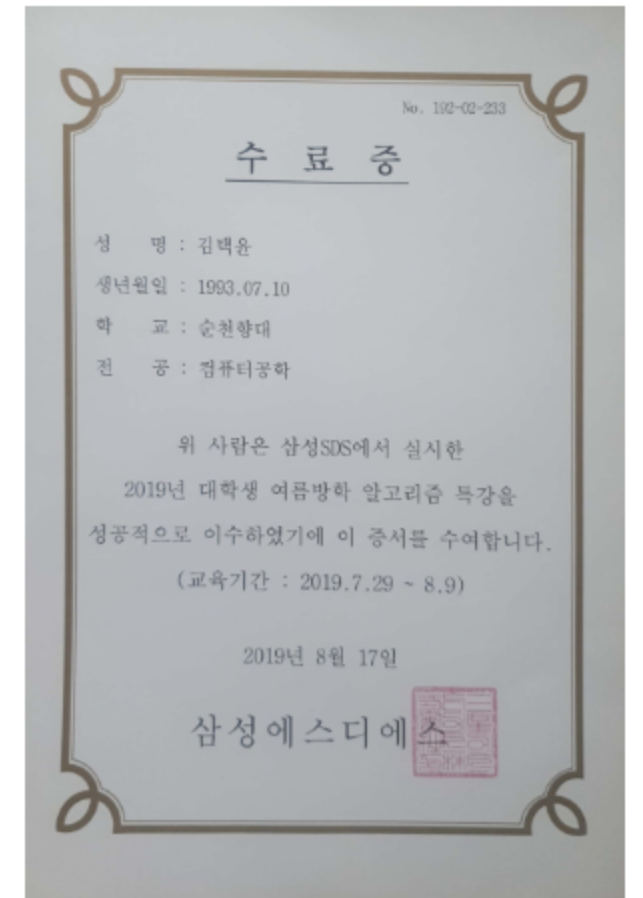 No. 192-02-233
수 료 증
성 명 : 김백윤
생년월일 : 1993.07.10
학 교 : 순천향대
전 공 : 컴퓨터공학
위 사람은 삼성SDS에서 실시한
2019년 대학생 여름방학 알고리즘 특강을
성공적으로 이수하였기에 이 증서를 수여합니다.
(교육기간 : 2019.7.29 ~ 8.9)
2019년 8월 17일
삼성에스디에스